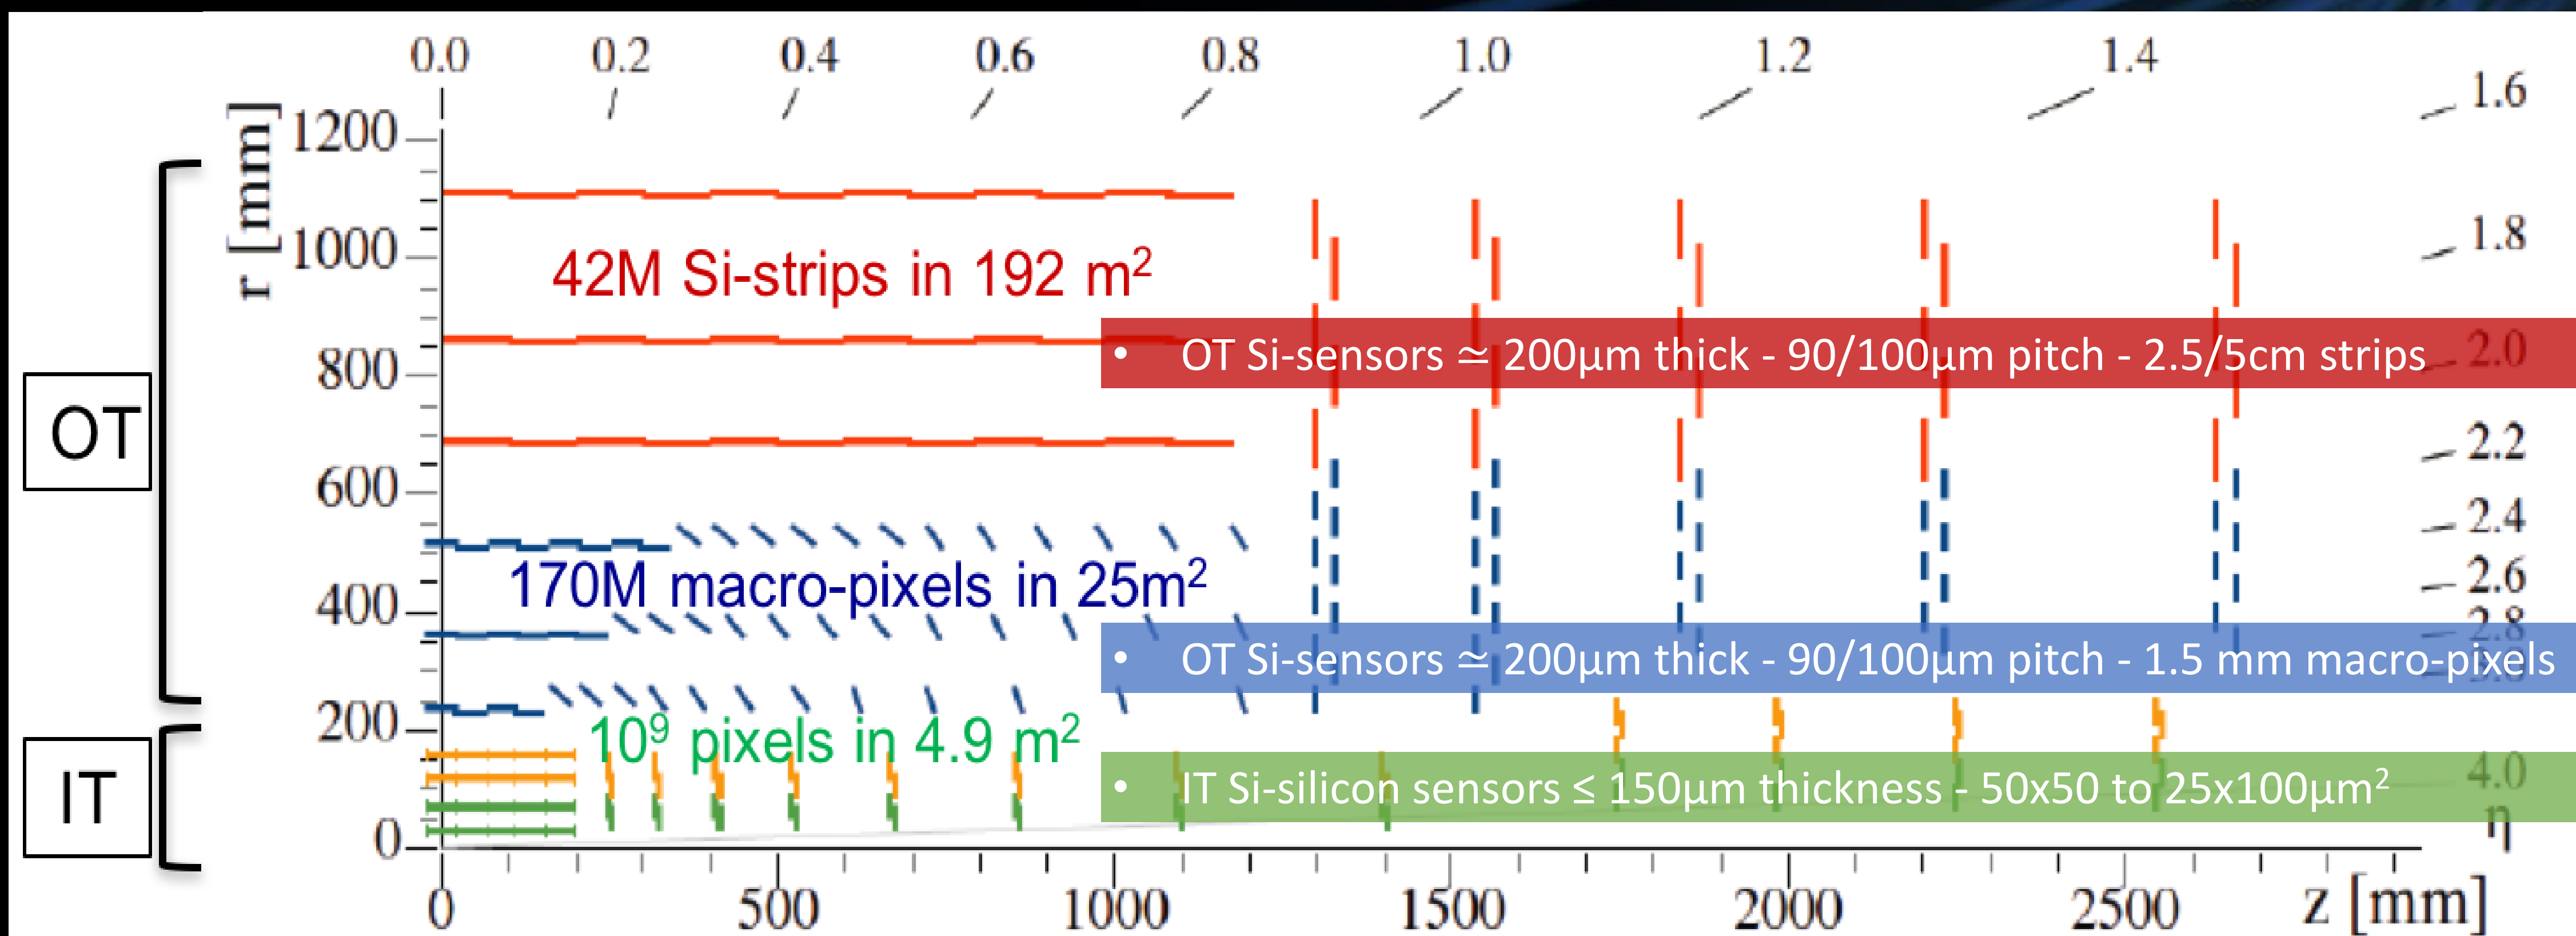 0.0 0.2 0.4 0.6 0.8 1.0 1.2 1.4
1.6
r [mm]
1200
1.8
1000
42M Si-strips in 192 m²
• OT Si-sensors ≃ 200µm thick - 90/100µm pitch - 2.5/5cm strips
2.0
800
OT
2.2
600
2.4
170M macro-pixels in 25m²
2.6
400
2.8
• OT Si-sensors ≃ 200µm thick - 90/100µm pitch - 1.5 mm macro-pixels
200
10⁹ pixels in 4.9 m²
IT
• IT Si-silicon sensors ≤ 150µm thickness - 50x50 to 25x100µm²
4.0
η
0
0 500 1000 1500 2000 2500 z [mm]